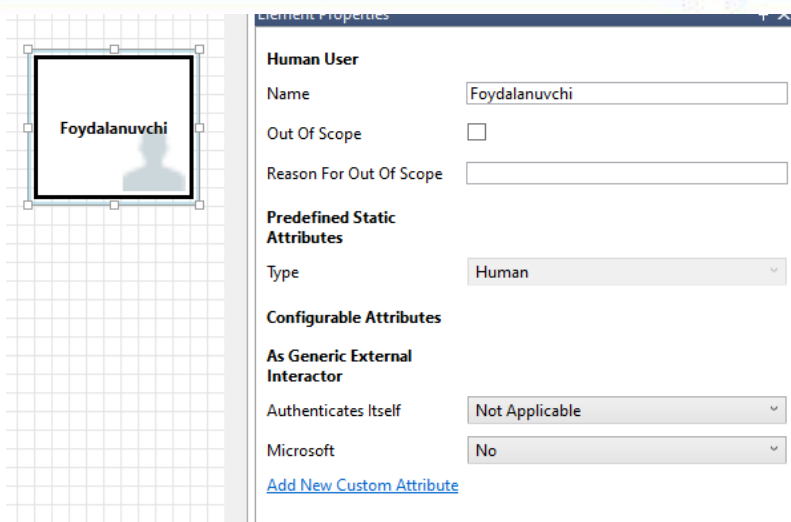 Element Properties
Foydalanuvchi
Human User
Name
Foydalanuvchi
Out Of Scope
Reason For Out Of Scope
Predefined Static
Attributes
Type
Human
Configurable Attributes
As Generic External
Interactor
Authenticates Itself
Not Applicable
Microsoft
No
Add New Custom Attribute